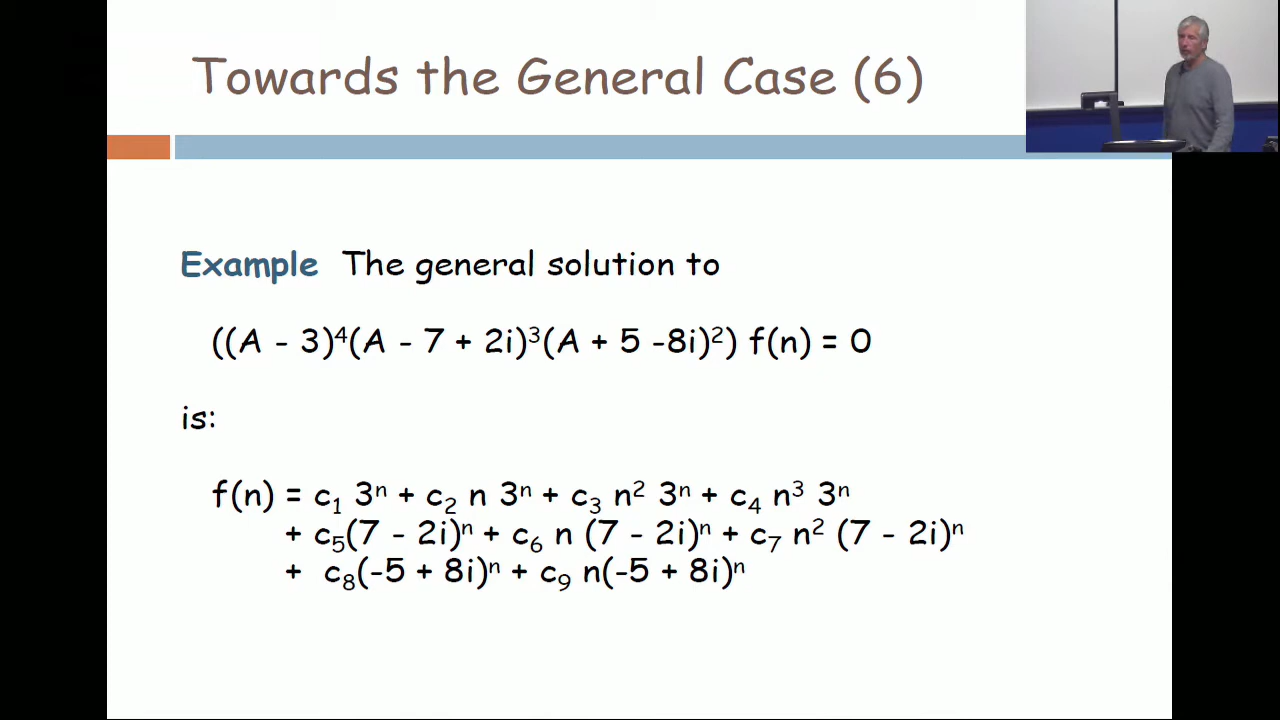 Towards the General Case (6)
Example The general solution to
((A - 3)⁴(A - 7 + 2i)³(A + 5 -8i)²) f(n) = 0
is:
f(n) = c₁ 3ⁿ + c₂ n 3ⁿ + c₃ n² 3ⁿ + c₄ n³ 3ⁿ
+ c₅(7 - 2i)ⁿ + c₆ n (7 - 2i)ⁿ + c₇ n² (7 - 2i)ⁿ
+ c₈(-5 + 8i)ⁿ + c₉ n(-5 + 8i)ⁿ